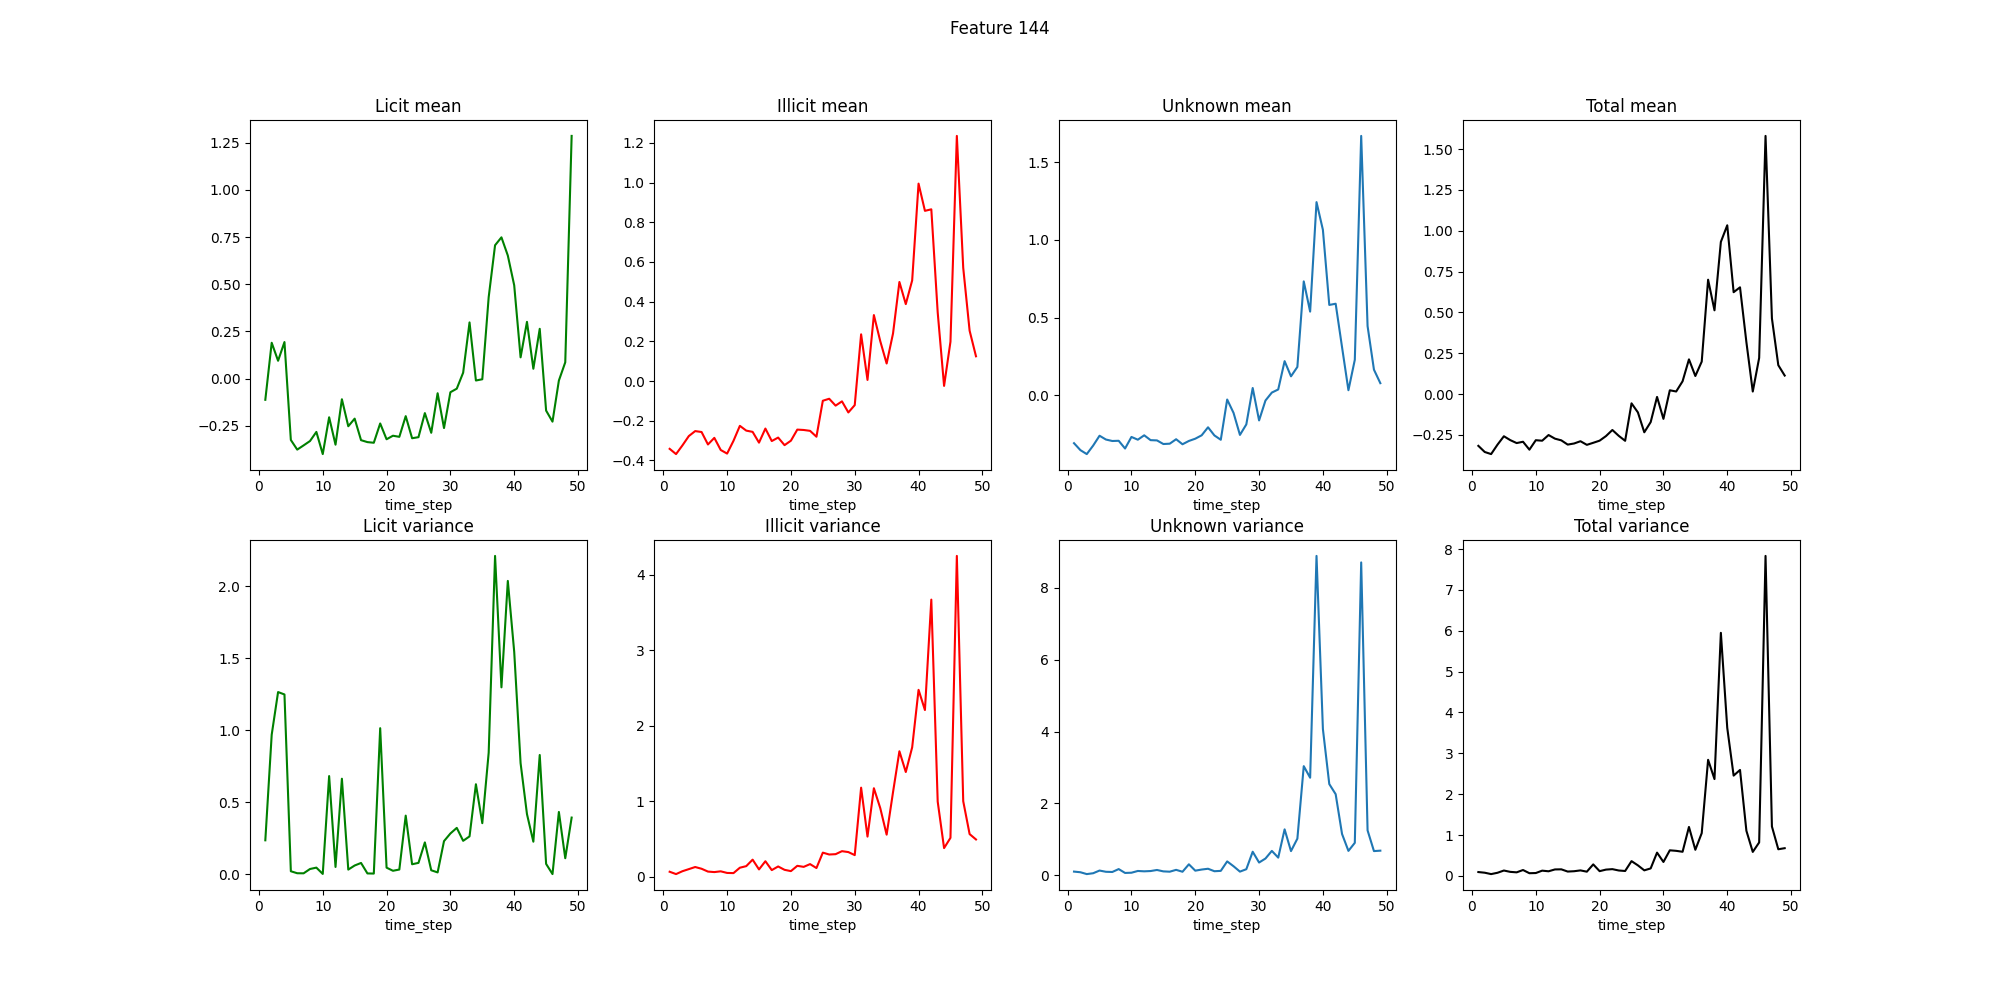 Feature 144
Licit mean
Illicit mean
Unknown mean
Total mean
1.25
1.00
0.75
0.50
0.25
0.00
−0.25
0 10 20 30 40 50
time_step
1.2
1.0
0.8
0.6
0.4
0.2
0.0
−0.2
−0.4
0 10 20 30 40 50
time_step
1.5
1.0
0.5
0.0
0 10 20 30 40 50
time_step
1.50
1.25
1.00
0.75
0.50
0.25
0.00
−0.25
0 10 20 30 40 50
time_step
Licit variance
Illicit variance
Unknown variance
Total variance
2.0
1.5
1.0
0.5
0.0
0 10 20 30 40 50
time_step
4
3
2
1
0
0 10 20 30 40 50
time_step
8
6
4
2
0
0 10 20 30 40 50
time_step
8
7
6
5
4
3
2
1
0
0 10 20 30 40 50
time_step